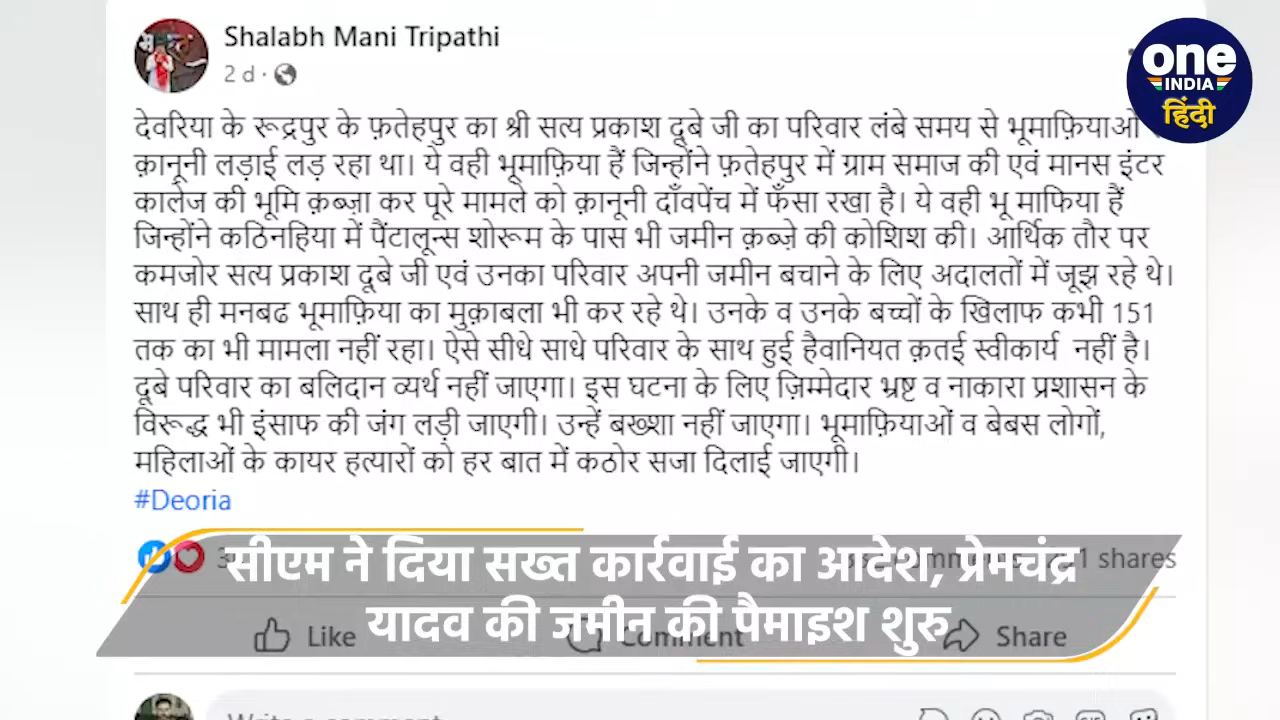 Shalabh Mani Tripathi
2 d ·
one
INDIA
हिंदी
देवरिया के रूद्रपुर के फ़तेहपुर का श्री सत्य प्रकाश दूबे जी का परिवार लंबे समय से भूमाफ़ियाओं
क़ानूनी लड़ाई लड़ रहा था। ये वही भूमाफ़िया हैं जिन्होंने फ़तेहपुर में ग्राम समाज की एवं मानस इंटर
कालेज की भूमि क़ब्ज़ा कर पूरे मामले को क़ानूनी दाँवपेंच में फँसा रखा है। ये वही भू माफिया हैं
जिन्होंने कठिनहिया में पैंटालून्स शोरूम के पास भी जमीन क़ब्ज़े की कोशिश की। आर्थिक तौर पर
कमजोर सत्य प्रकाश दूबे जी एवं उनका परिवार अपनी जमीन बचाने के लिए अदालतों में जूझ रहे थे।
साथ ही मनबढ भूमाफ़िया का मुक़ाबला भी कर रहे थे। उनके व उनके बच्चों के खिलाफ कभी 151
तक का भी मामला नहीं रहा। ऐसे सीधे साधे परिवार के साथ हुई हैवानियत क़तई स्वीकार्य नहीं है।
दूबे परिवार का बलिदान व्यर्थ नहीं जाएगा। इस घटना के लिए ज़िम्मेदार भ्रष्ट व नाकारा प्रशासन के
विरूद्ध भी इंसाफ की जंग लड़ी जाएगी। उन्हें बख्शा नहीं जाएगा। भूमाफ़ियाओं व बेबस लोगों,
महिलाओं के कायर हत्यारों को हर बात में कठोर सजा दिलाई जाएगी।
#Deoria
shares
सीएम ने दिया सख्त कार्रवाई का आदेश, प्रेमचंद्र
यादव की जमीन की पैमाइश शुरु
Like Comment Share
Write a comment